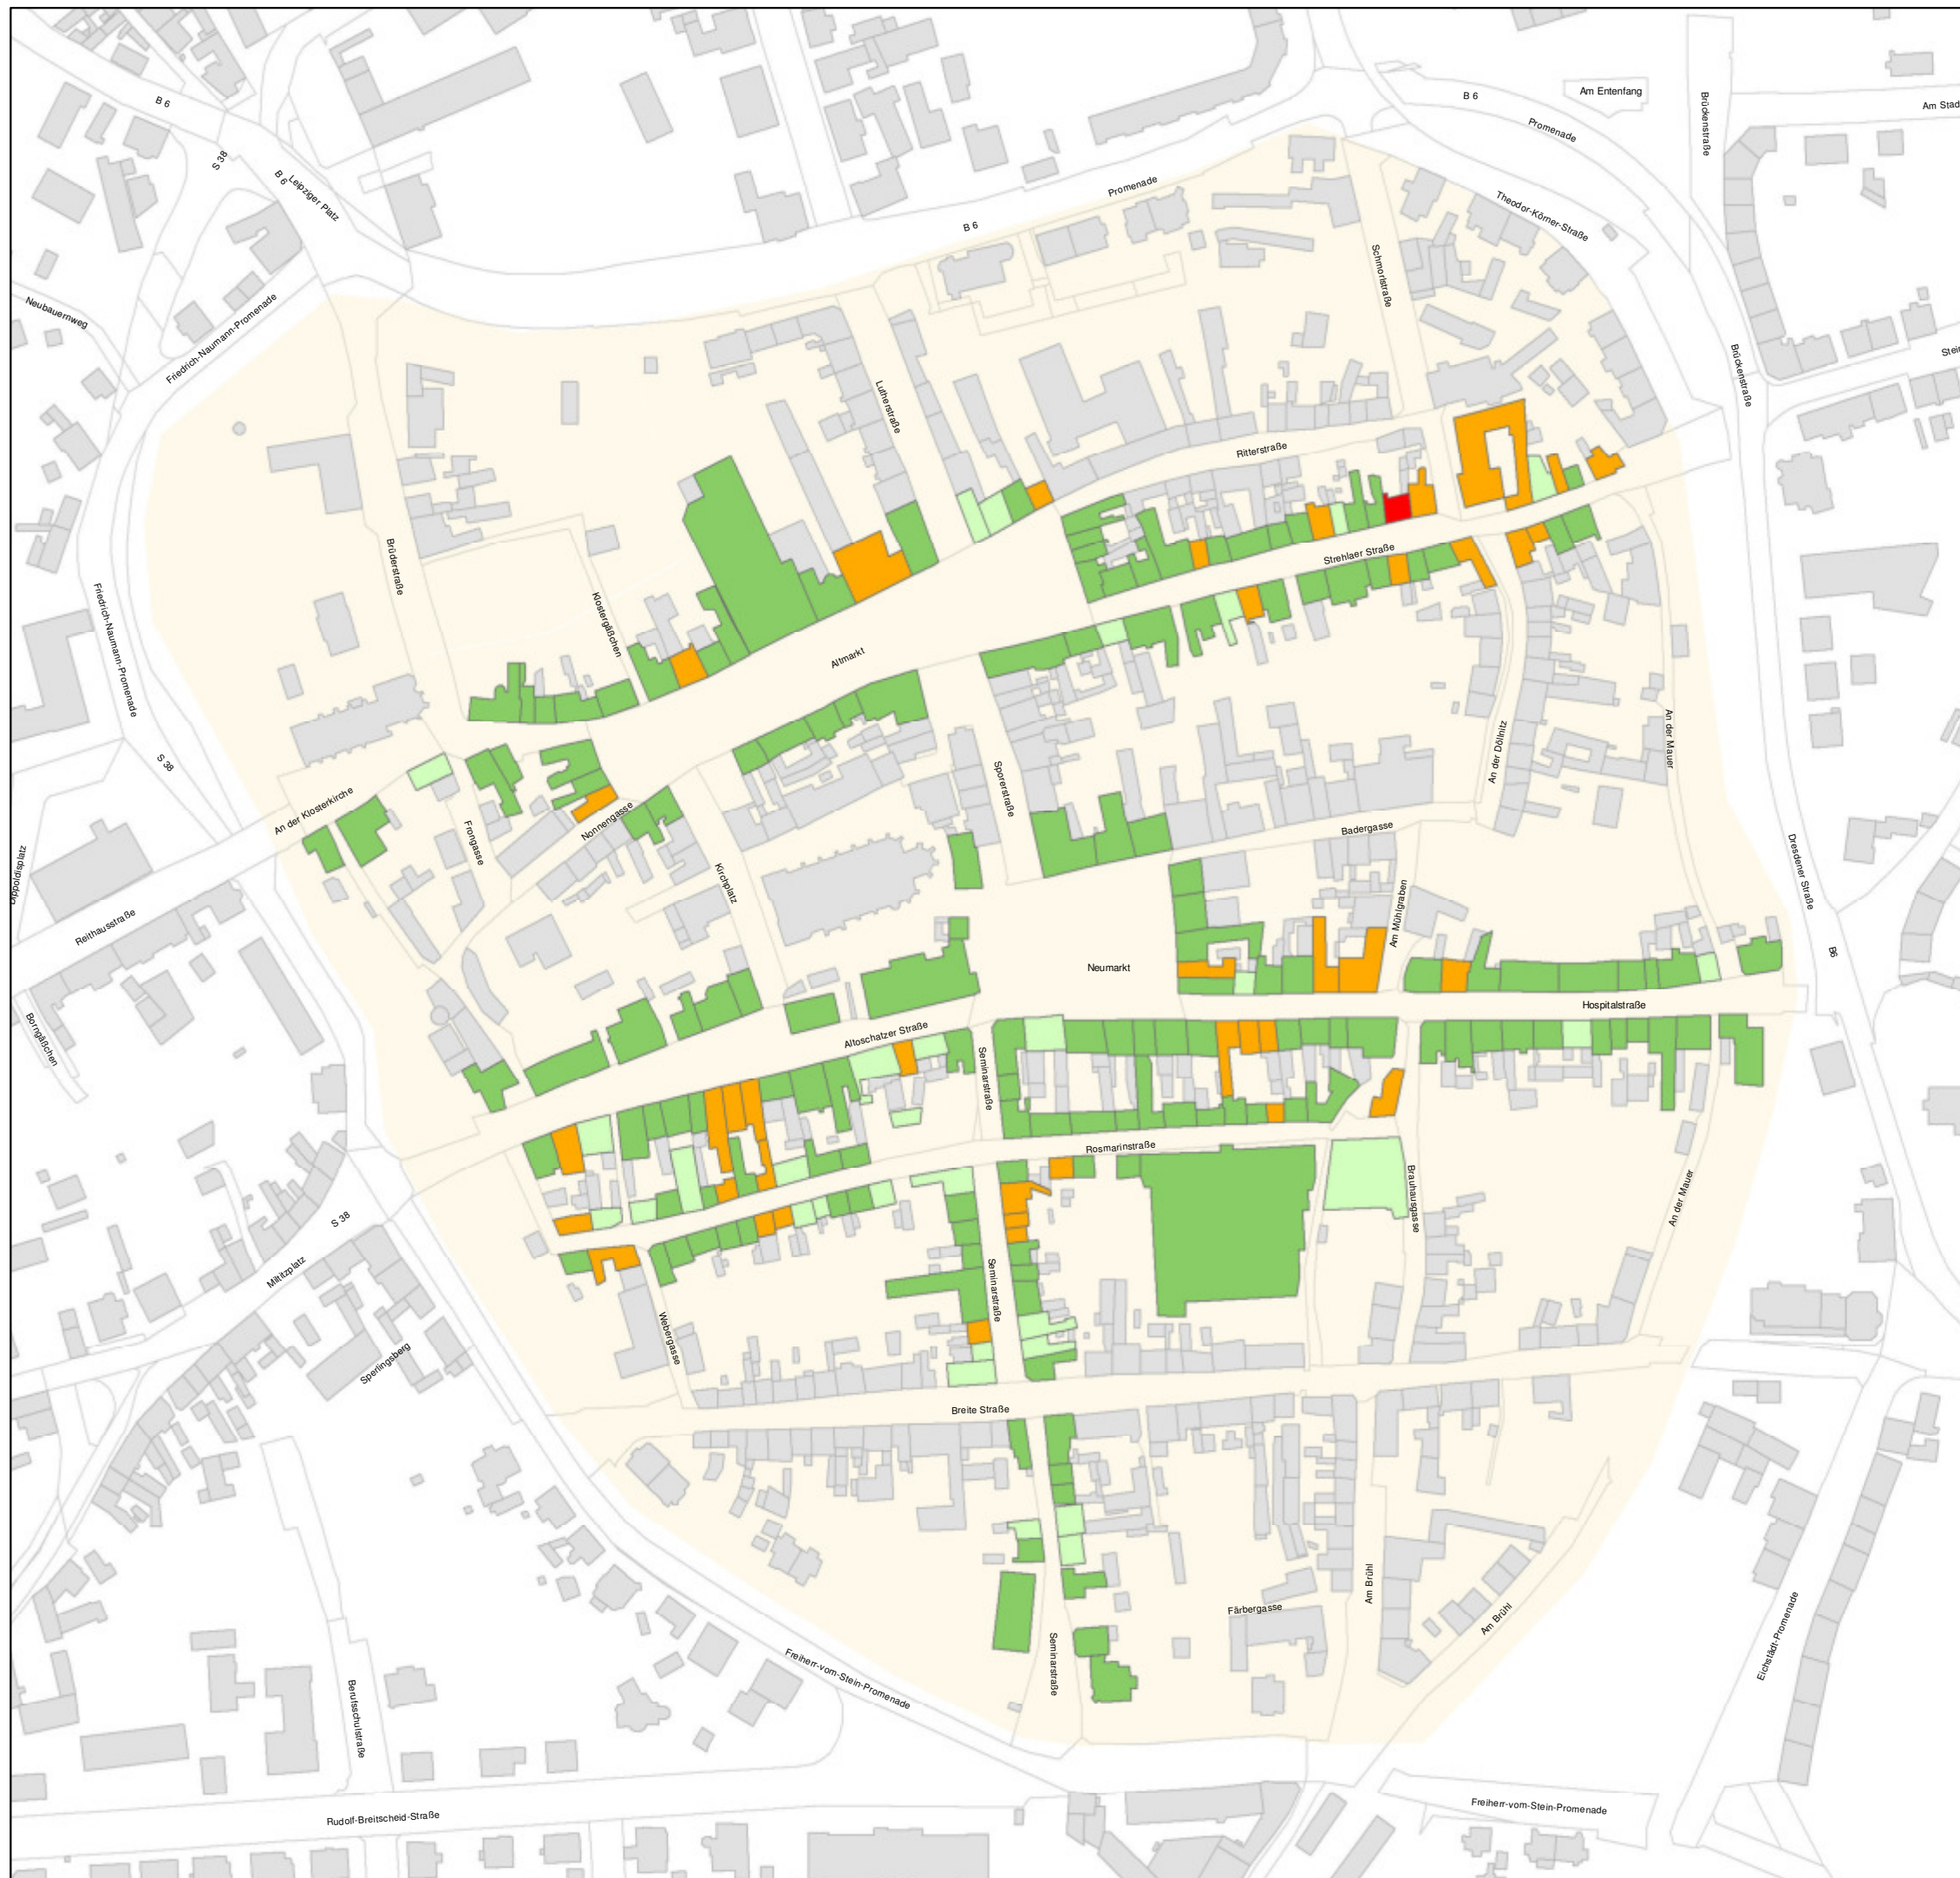 B 6
Am Entenfang
Am Stad
Promenade
Brückenstraße
S 38
B 6
Leipziger Platz
Promenade
B 6
Theodor-Körner-Straße
Schmorlstraße
Neubauernweg
Friedrich-Naumann-Promenade
Brückenstraße
Stei
Lutherstraße
Ritterstraße
Brüderstraße
Strehlaer Straße
Klostergäßchen
Friedrich-Naumann-Promenade
Altmarkt
S 38
An der Döllnitz
An der Mauer
Sporerstraße
An der Klosterkirche
Frongasse
Nonnengasse
Badergasse
Dippoldisplatz
Kirchplatz
Dresdener Straße
Reithausstraße
Am Mühlgraben
B6
Neumarkt
Hospitalstraße
Borngäßchen
Altoschatzer Straße
Seminarstraße
Rosmarinstraße
Brauhausgasse
An der Mauer
S 38
Miltitzplatz
Seminarstraße
Webergasse
Sperlingsberg
Breite Straße
Am Brühl
Färbergasse
Am Brühl
Eichstädt-Promenade
Seminarstraße
Freiherr-vom-Stein-Promenade
Berufsschulstraße
Rudolf-Breitscheid-Straße
Freiherr-vom-Stein-Promenade